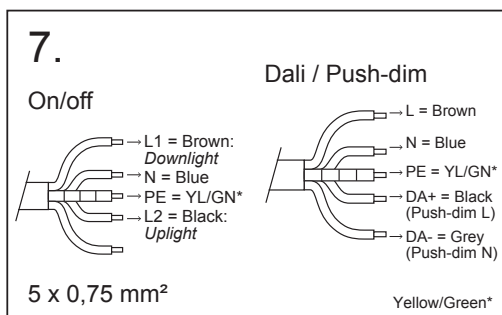 7.
On/off
L1 = Brown:
Downlight
N = Blue
PE = YL/GN*
L2 = Black:
Uplight
5 x 0,75 mm²
Dali / Push-dim
L = Brown
N = Blue
PE = YL/GN*
DA+ = Black
(Push-dim L)
DA- = Grey
(Push-dim N)
Yellow/Green*